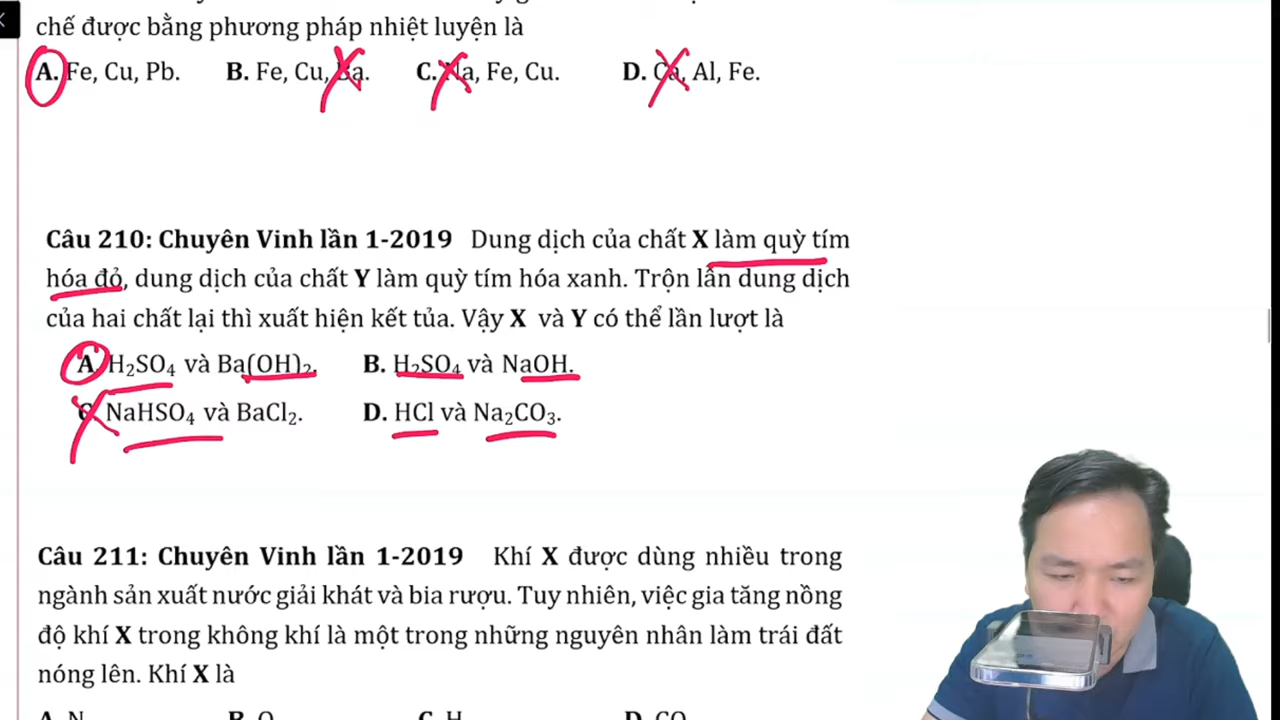 chế được bằng phương pháp nhiệt luyện là
A. Fe, Cu, Pb. B. Fe, Cu, Ba. C. Na, Fe, Cu. D. Ca, Al, Fe.
Câu 210: Chuyên Vinh lần 1-2019 Dung dịch của chất X làm quỳ tím
hóa đỏ, dung dịch của chất Y làm quỳ tím hóa xanh. Trộn lẫn dung dịch
của hai chất lại thì xuất hiện kết tủa. Vậy X và Y có thể lần lượt là
A. H₂SO₄ và Ba(OH)₂. B. H₂SO₄ và NaOH.
C. NaHSO₄ và BaCl₂. D. HCl và Na₂CO₃.
Câu 211: Chuyên Vinh lần 1-2019 Khí X được dùng nhiều trong
ngành sản xuất nước giải khát và bia rượu. Tuy nhiên, việc gia tăng nồng
độ khí X trong không khí là một trong những nguyên nhân làm trái đất
nóng lên. Khí X là